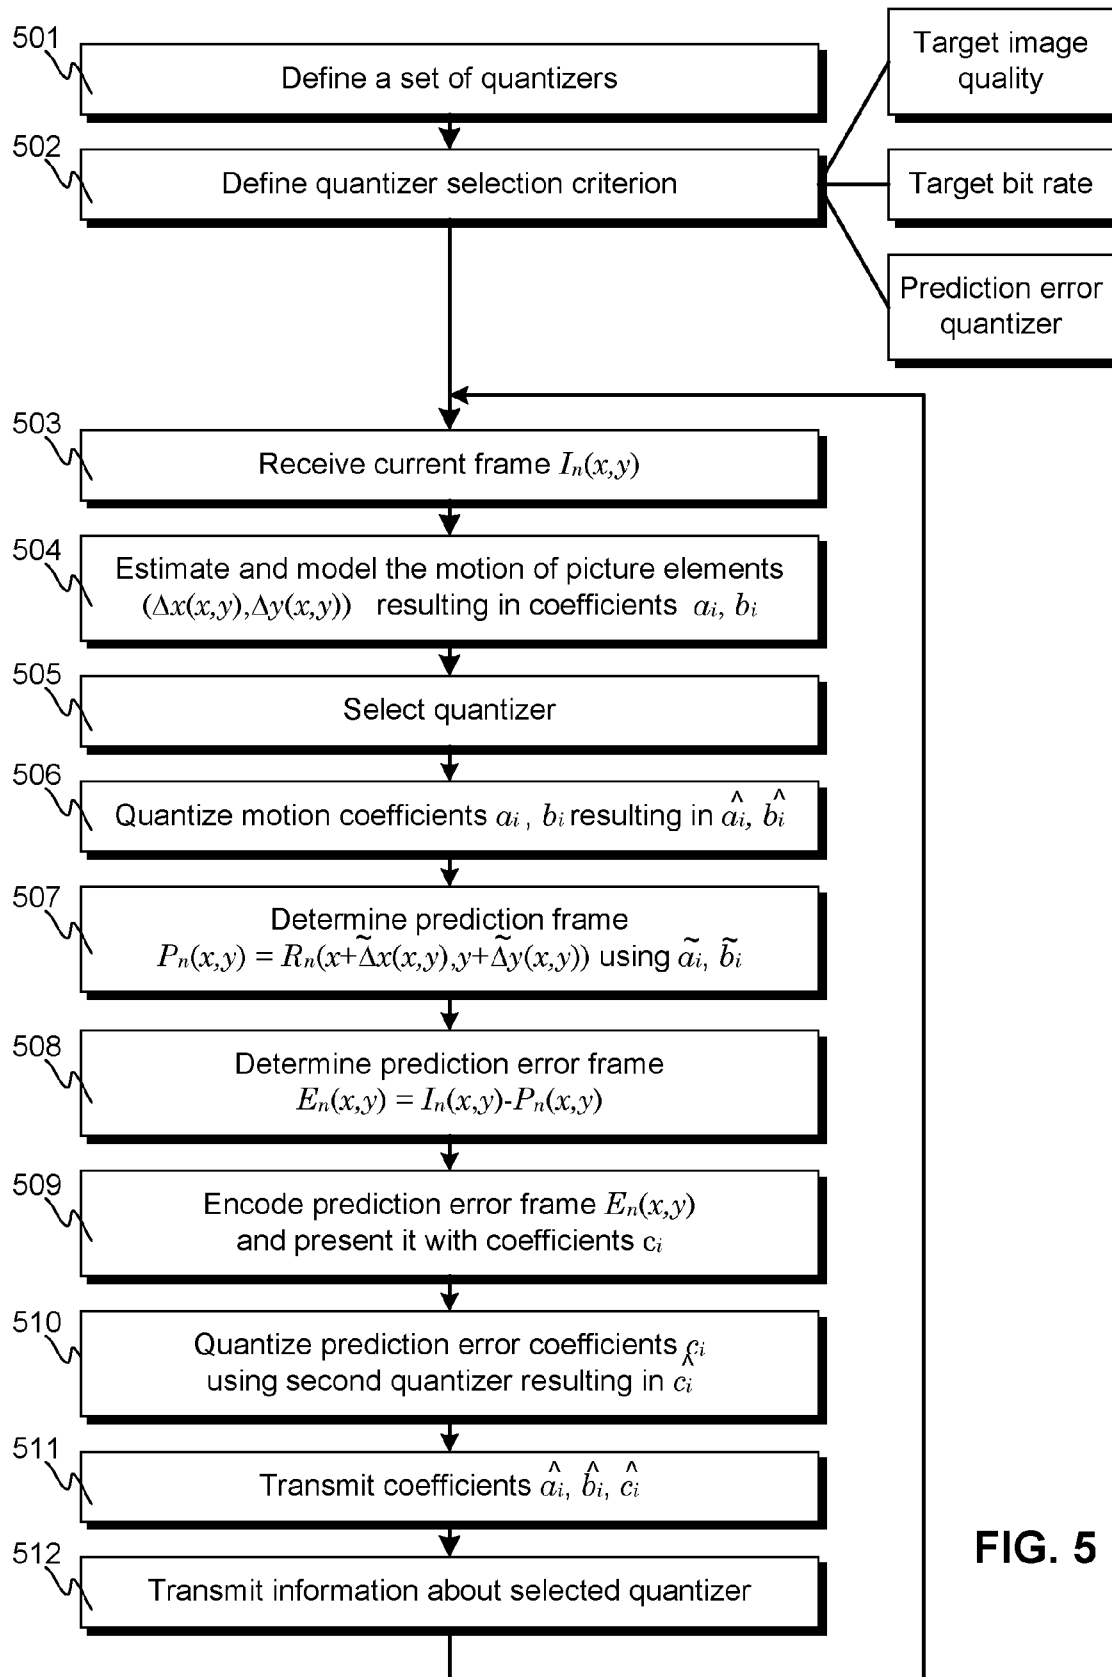 501
Define a set of quantizers
Target image
quality
502
Define quantizer selection criterion
Target bit rate
Prediction error
quantizer
503
Receive current frame Iₙ(x,y)
504
Estimate and model the motion of picture elements
(Δx(x,y),Δy(x,y)) resulting in coefficients aᵢ, bᵢ
505
Select quantizer
506
Quantize motion coefficients aᵢ, bᵢ resulting in âᵢ, b̂ᵢ
507
Determine prediction frame
Pₙ(x,y) = Rₙ(x+Δ̃x(x,y),y+Δ̃y(x,y)) using ãᵢ, b̃ᵢ
508
Determine prediction error frame
Eₙ(x,y) = Iₙ(x,y)-Pₙ(x,y)
509
Encode prediction error frame Eₙ(x,y)
and present it with coefficients cᵢ
510
Quantize prediction error coefficients cᵢ
using second quantizer resulting in ĉᵢ
511
Transmit coefficients âᵢ, b̂ᵢ, ĉᵢ
512
Transmit information about selected quantizer
FIG. 5